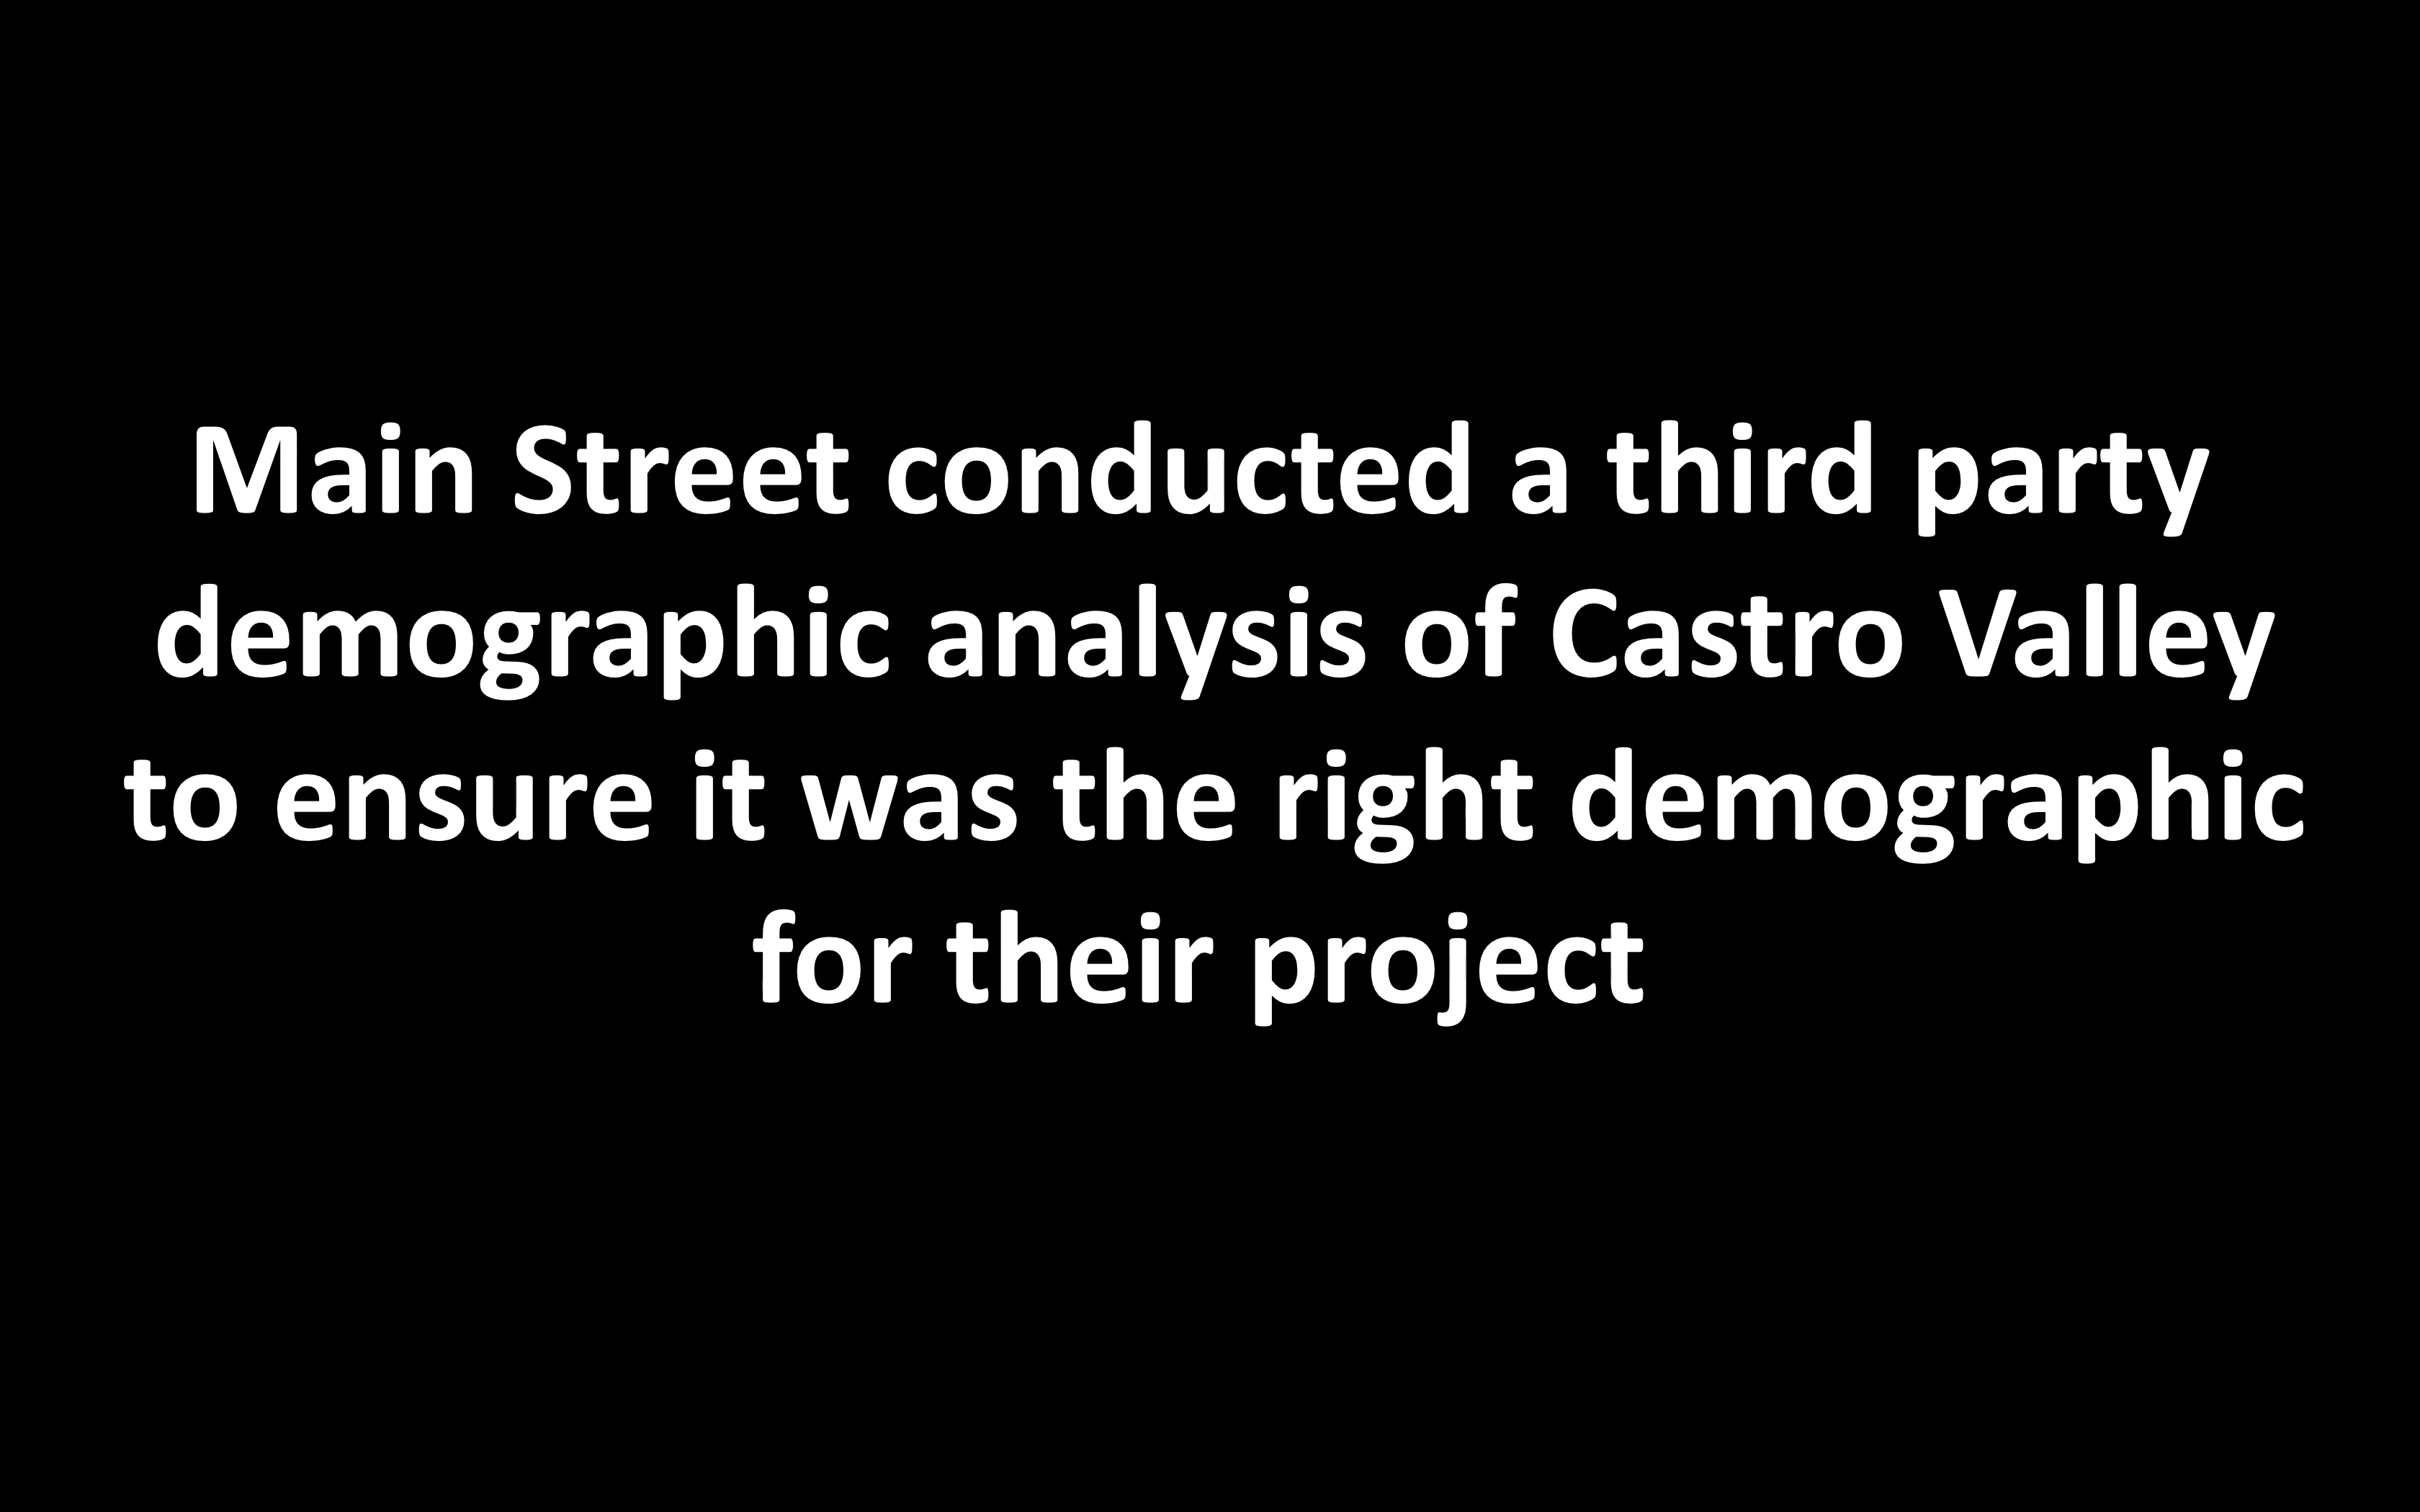 Main Street conducted a third party
demographic analysis of Castro Valley
to ensure it was the right demographic
for their project